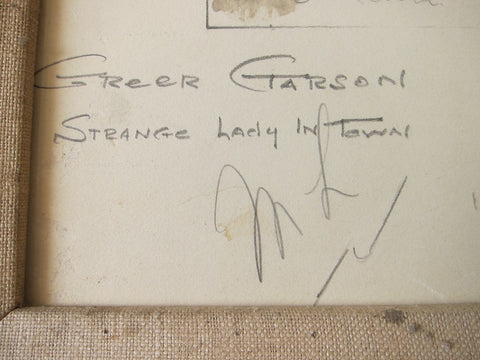 Greer Garson
Strange Lady In Town